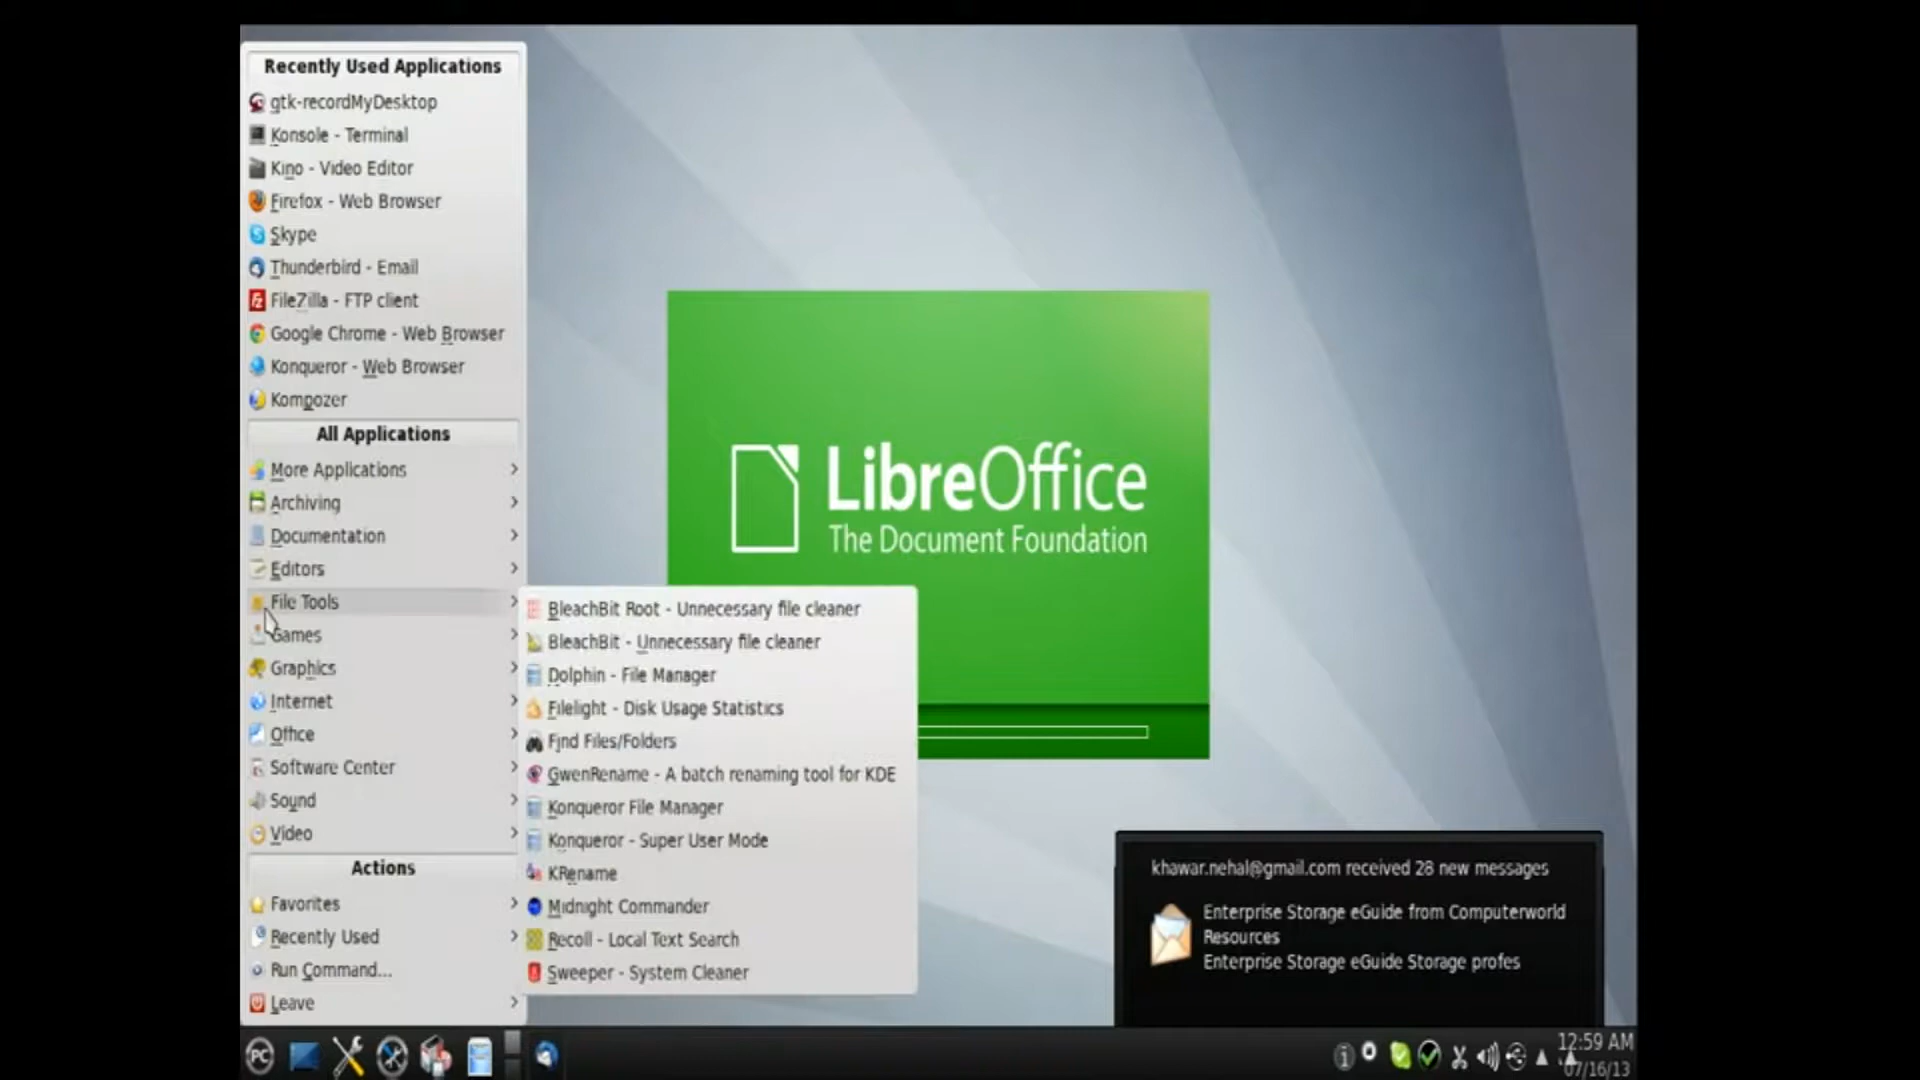 Recently Used Applications
gtk-recordMyDesktop
Konsole - Terminal
Kino - Video Editor
Firefox - Web Browser
Skype
Thunderbird - Email
FileZilla - FTP client
Google Chrome - Web Browser
Konqueror - Web Browser
Kompozer
All Applications
More Applications
Archiving
Documentation
Editors
File Tools
Games
Graphics
Internet
Office
Software Center
Sound
Video
Actions
Favorites
Recently Used
Run Command...
Leave
BleachBit Root - Unnecessary file cleaner
BleachBit - Unnecessary file cleaner
Dolphin - File Manager
Filelight - Disk Usage Statistics
Find Files/Folders
GwenRename - A batch renaming tool for KDE
Konqueror File Manager
Konqueror - Super User Mode
KRename
Midnight Commander
Recoll - Local Text Search
Sweeper - System Cleaner
LibreOffice
The Document Foundation
khawar.nehal@gmail.com received 28 new messages
Enterprise Storage eGuide from Computerworld
Resources
Enterprise Storage eGuide Storage profes
PC
12:59 AM
07/16/13